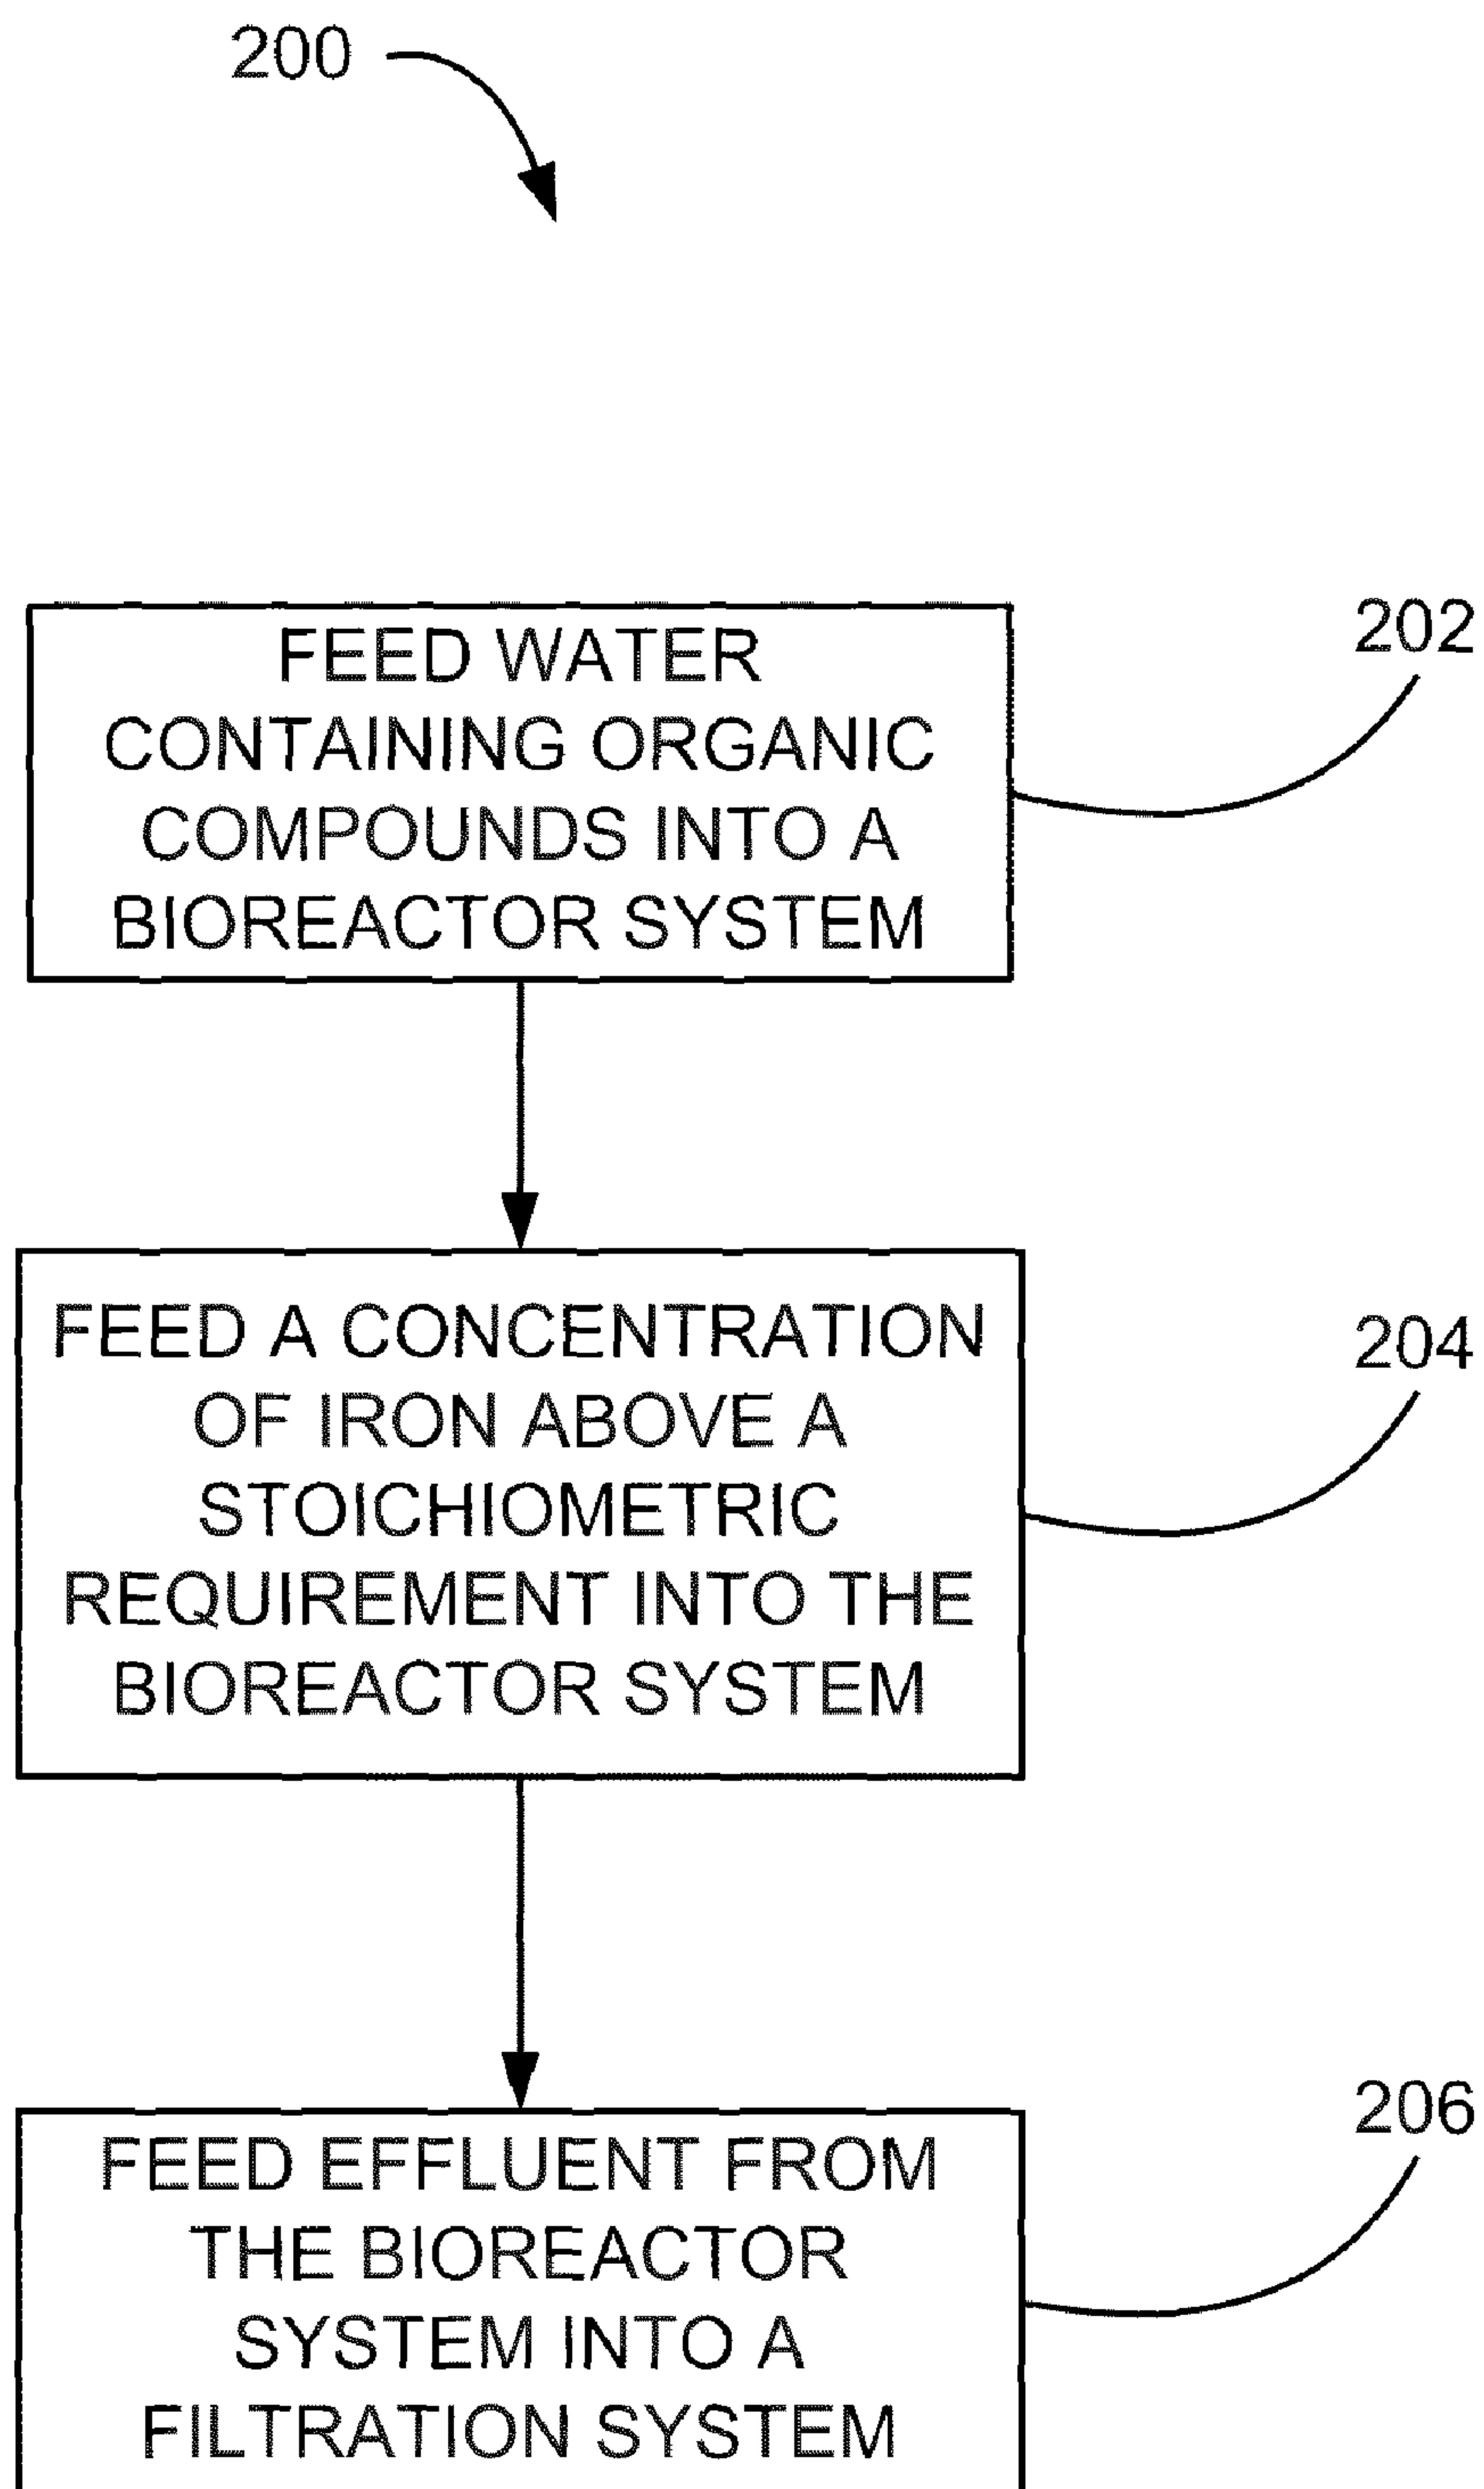 200
FEED WATER
CONTAINING ORGANIC
COMPOUNDS INTO A
BIOREACTOR SYSTEM
202
FEED A CONCENTRATION
OF IRON ABOVE A
STOICHIOMETRIC
REQUIREMENT INTO THE
BIOREACTOR SYSTEM
204
FEED EFFLUENT FROM
THE BIOREACTOR
SYSTEM INTO A
FILTRATION SYSTEM
206